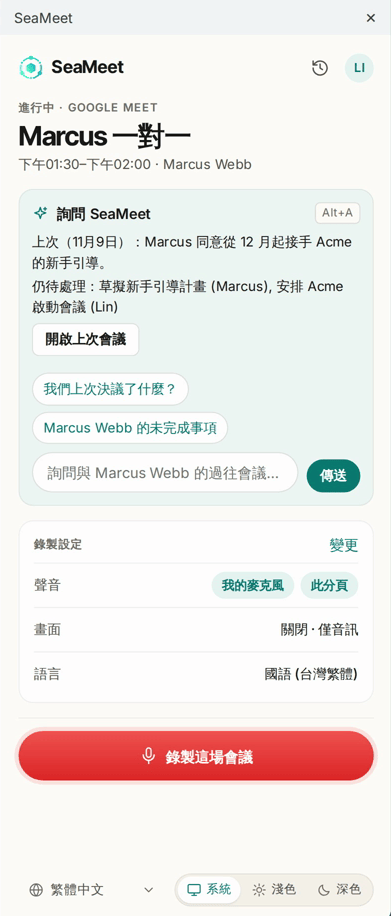 SeaMeet ×
SeaMeet LI
進行中 · GOOGLE MEET
Marcus 一對一
下午01:30–下午02:00 · Marcus Webb
詢問 SeaMeet Alt+A
上次（11月9日）：Marcus 同意從 12 月起接手 Acme
的新手引導。
仍待處理：草擬新手引導計畫 (Marcus), 安排 Acme
啟動會議 (Lin)
開啟上次會議
我們上次決議了什麼？
Marcus Webb 的未完成事項
詢問與 Marcus Webb 的過往會議... 傳送
錄製設定 變更
聲音 我的麥克風 此分頁
畫面 關閉 · 僅音訊
語言 國語 (台灣繁體)
錄製這場會議
繁體中文 系統 淺色 深色